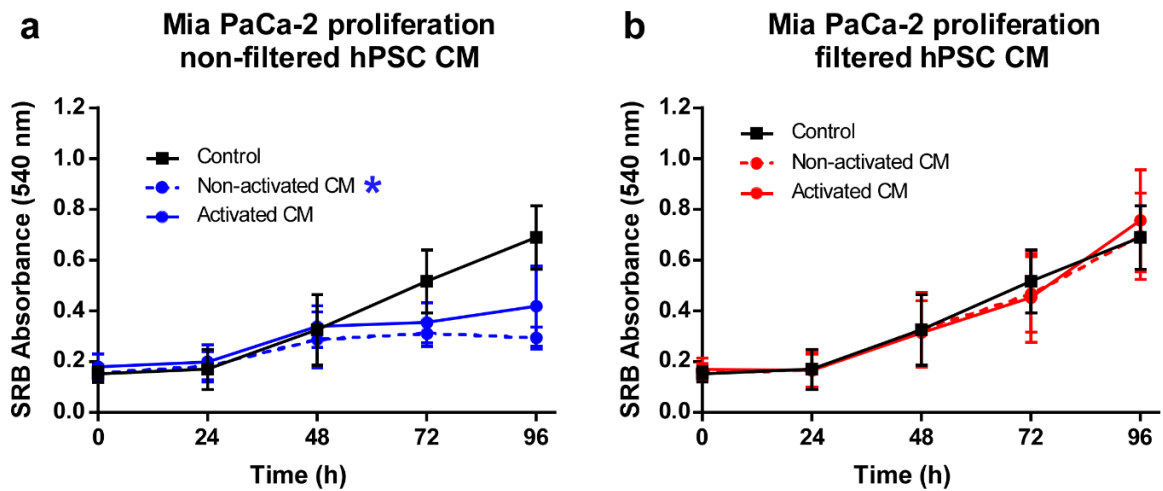 a
Mia PaCa-2 proliferation
non-filtered hPSC CM
SRB Absorbance (540 nm)
1.2
1.0
0.8
0.6
0.4
0.2
0.0
Control
Non-activated CM *
Activated CM
0 24 48 72 96
Time (h)
b
Mia PaCa-2 proliferation
filtered hPSC CM
SRB Absorbance (540 nm)
1.2
1.0
0.8
0.6
0.4
0.2
0.0
Control
Non-activated CM
Activated CM
0 24 48 72 96
Time (h)